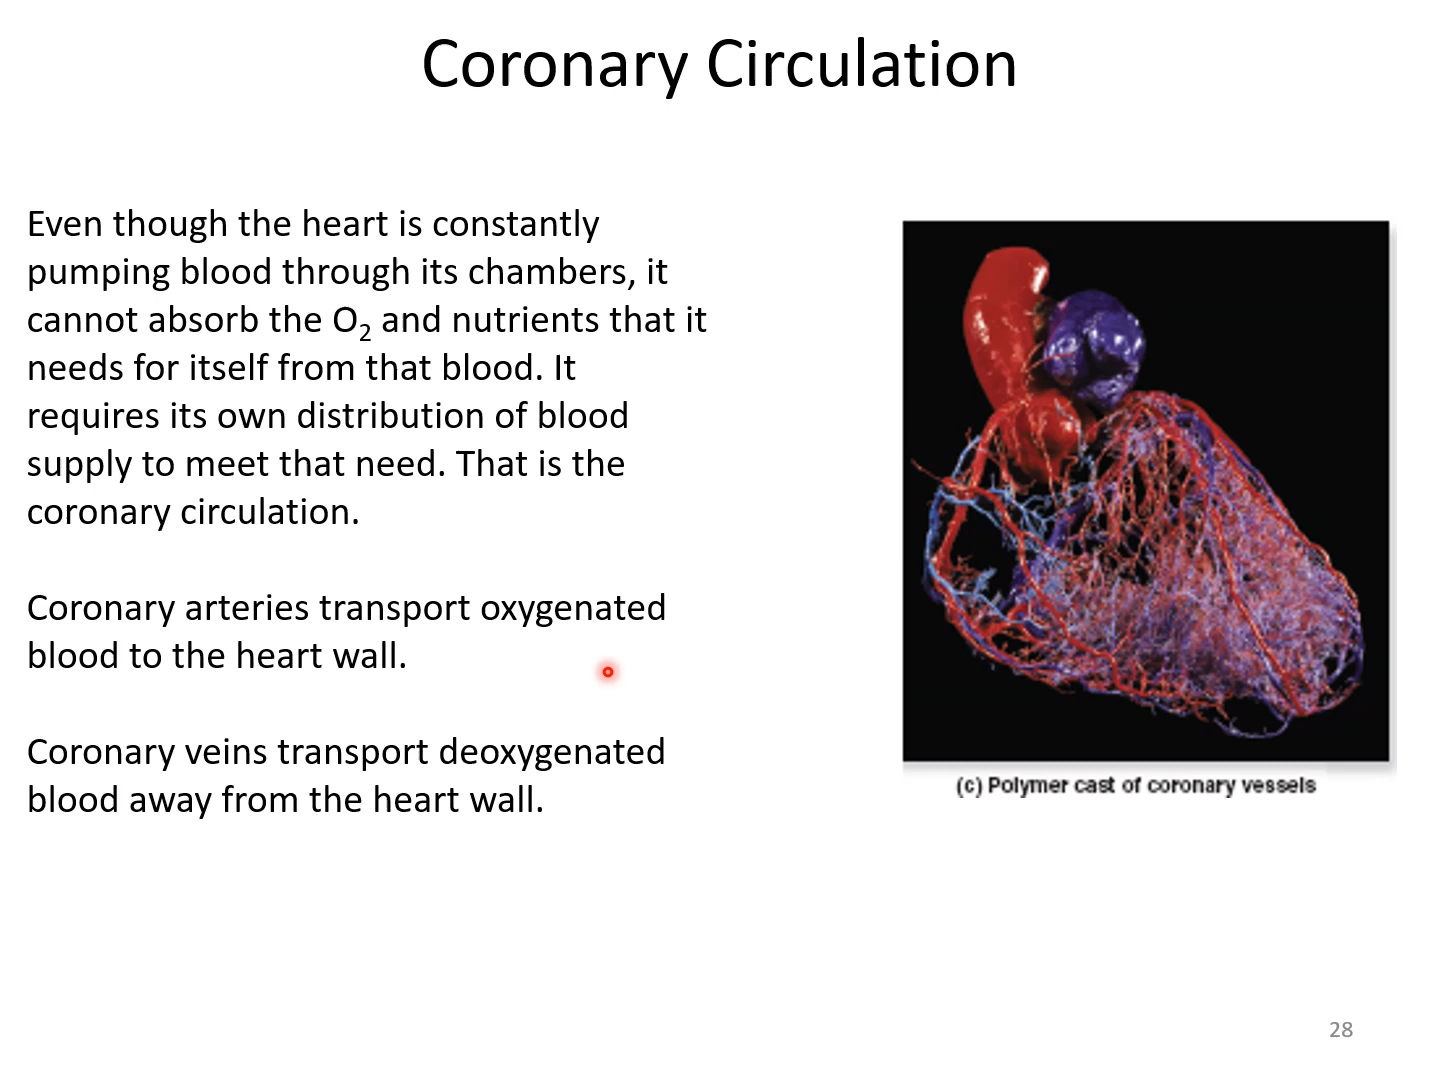 Coronary Circulation
Even though the heart is constantly
pumping blood through its chambers, it
cannot absorb the O2 and nutrients that it
needs for itself from that blood. It
requires its own distribution of blood
supply to meet that need. That is the
coronary circulation.
Coronary arteries transport oxygenated
blood to the heart wall.
Coronary veins transport deoxygenated
blood away from the heart wall.
(c) Polymer cast of coronary vessels
28